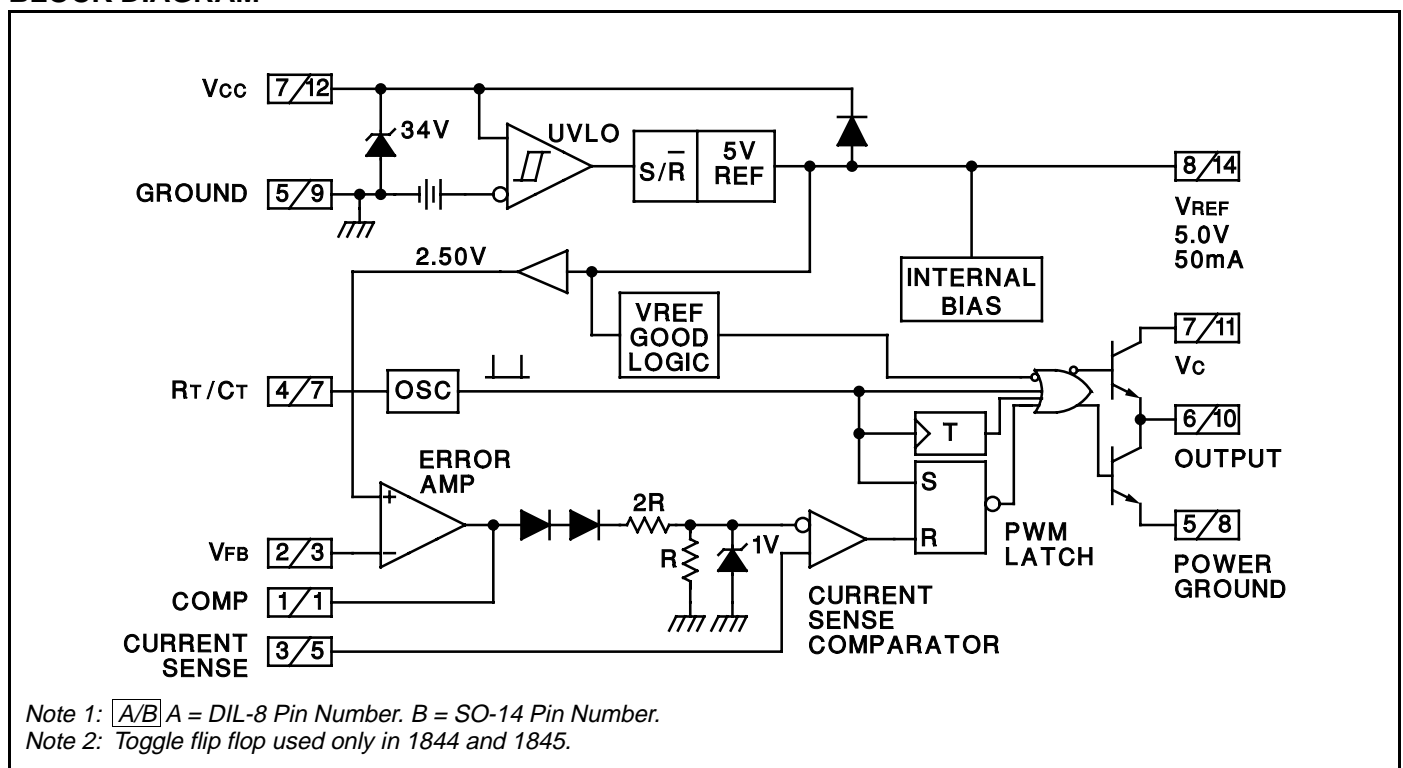 BLOCK DIAGRAM
VCC 7/12
34V
UVLO
S/R̅
5V
REF
8/14
VREF
5.0V
50mA
GROUND 5/9
2.50V
INTERNAL
BIAS
VREF
GOOD
LOGIC
7/11
VC
RT/CT 4/7
OSC
T
6/10
OUTPUT
ERROR
AMP
+
−
2R
R
1V
S
R
PWM
LATCH
5/8
POWER
GROUND
VFB 2/3
COMP 1/1
CURRENT
SENSE
COMPARATOR
CURRENT
SENSE
3/5
Note 1: A/B A = DIL-8 Pin Number. B = SO-14 Pin Number.
Note 2: Toggle flip flop used only in 1844 and 1845.